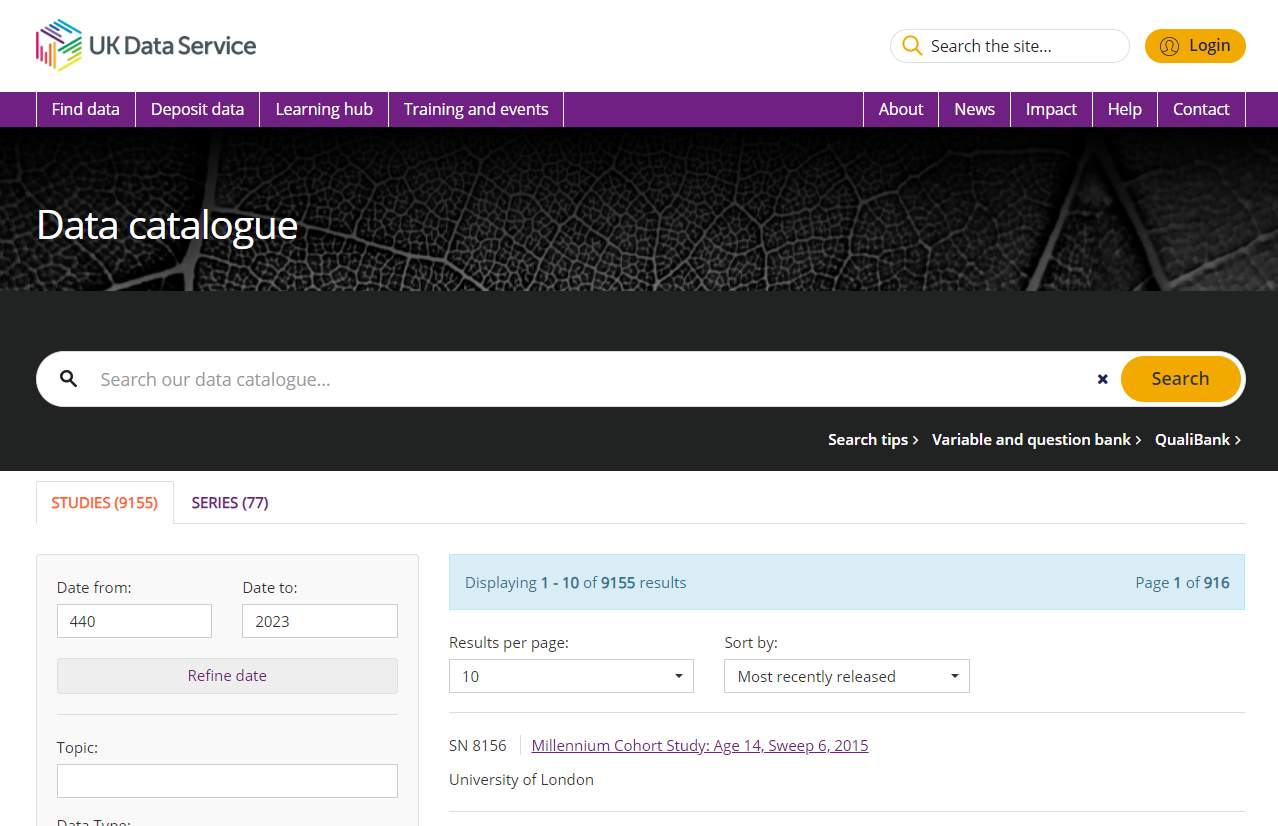 UK Data Service
Search the site...
Login
Find data
Deposit data
Learning hub
Training and events
About
News
Impact
Help
Contact
Data catalogue
Search our data catalogue...
Search
Search tips
Variable and question bank
QualiBank
STUDIES (9155)
SERIES (77)
Date from:
Date to:
440
2023
Refine date
Topic:
Data Type:
Displaying 1 - 10 of 9155 results
Page 1 of 916
Results per page:
Sort by:
10
Most recently released
SN 8156
Millennium Cohort Study: Age 14, Sweep 6, 2015
University of London